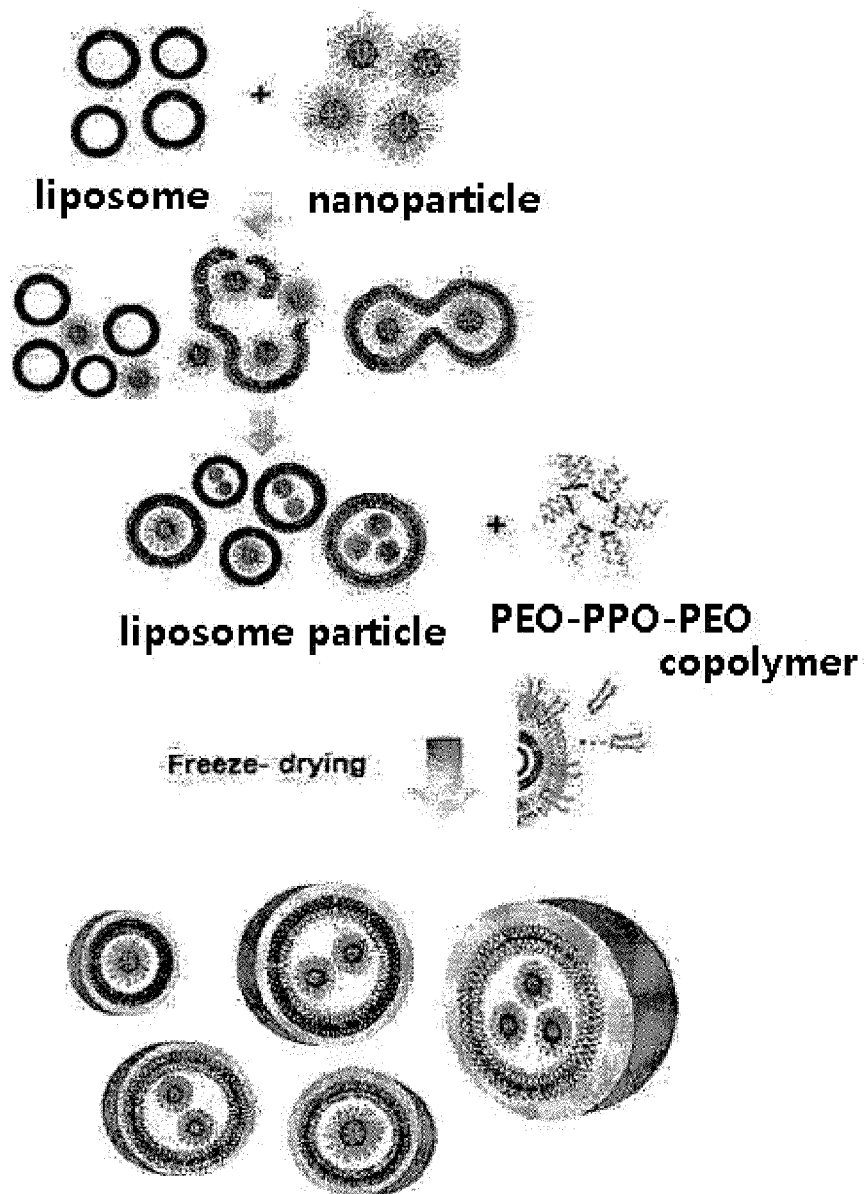 +
liposome nanoparticle
+
liposome particle PEO-PPO-PEO
copolymer
Freeze- drying